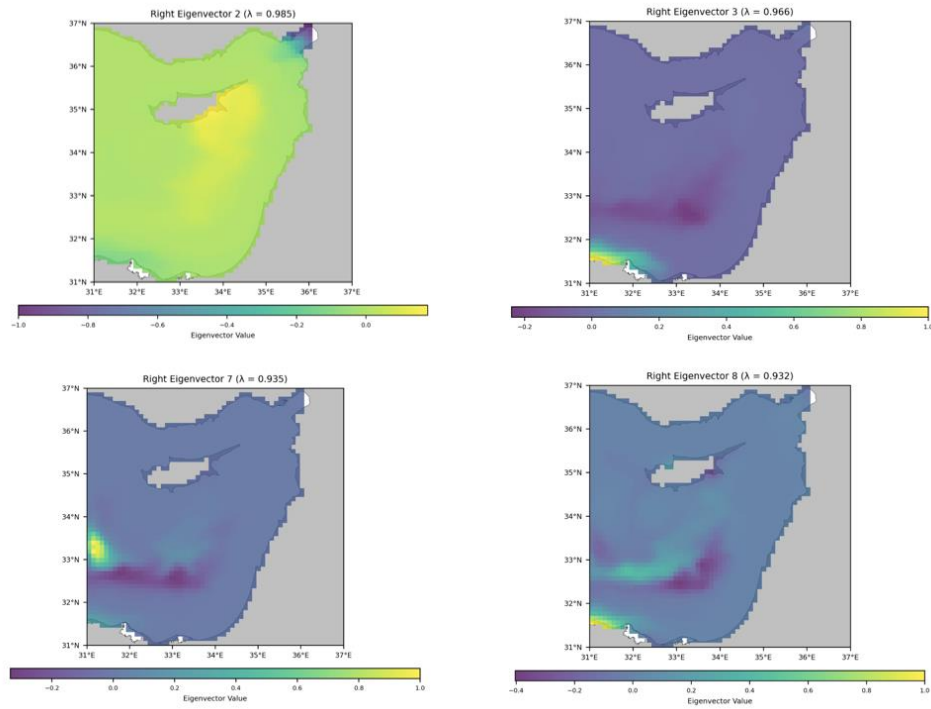 Right Eigenvector 2 (λ = 0.985)
37°N
36°N
35°N
34°N
33°N
32°N
31°N
31°E 32°E 33°E 34°E 35°E 36°E 37°E
−1.0 −0.8 −0.6 −0.4 −0.2 0.0
Eigenvector Value
Right Eigenvector 3 (λ = 0.966)
37°N
36°N
35°N
34°N
33°N
32°N
31°N
31°E 32°E 33°E 34°E 35°E 36°E 37°E
−0.2 0.0 0.2 0.4 0.6 0.8 1.0
Eigenvector Value
Right Eigenvector 7 (λ = 0.935)
37°N
36°N
35°N
34°N
33°N
32°N
31°N
31°E 32°E 33°E 34°E 35°E 36°E 37°E
−0.2 0.0 0.2 0.4 0.6 0.8 1.0
Eigenvector Value
Right Eigenvector 8 (λ = 0.932)
37°N
36°N
35°N
34°N
33°N
32°N
31°N
31°E 32°E 33°E 34°E 35°E 36°E 37°E
−0.4 −0.2 0.0 0.2 0.4 0.6 0.8 1.0
Eigenvector Value